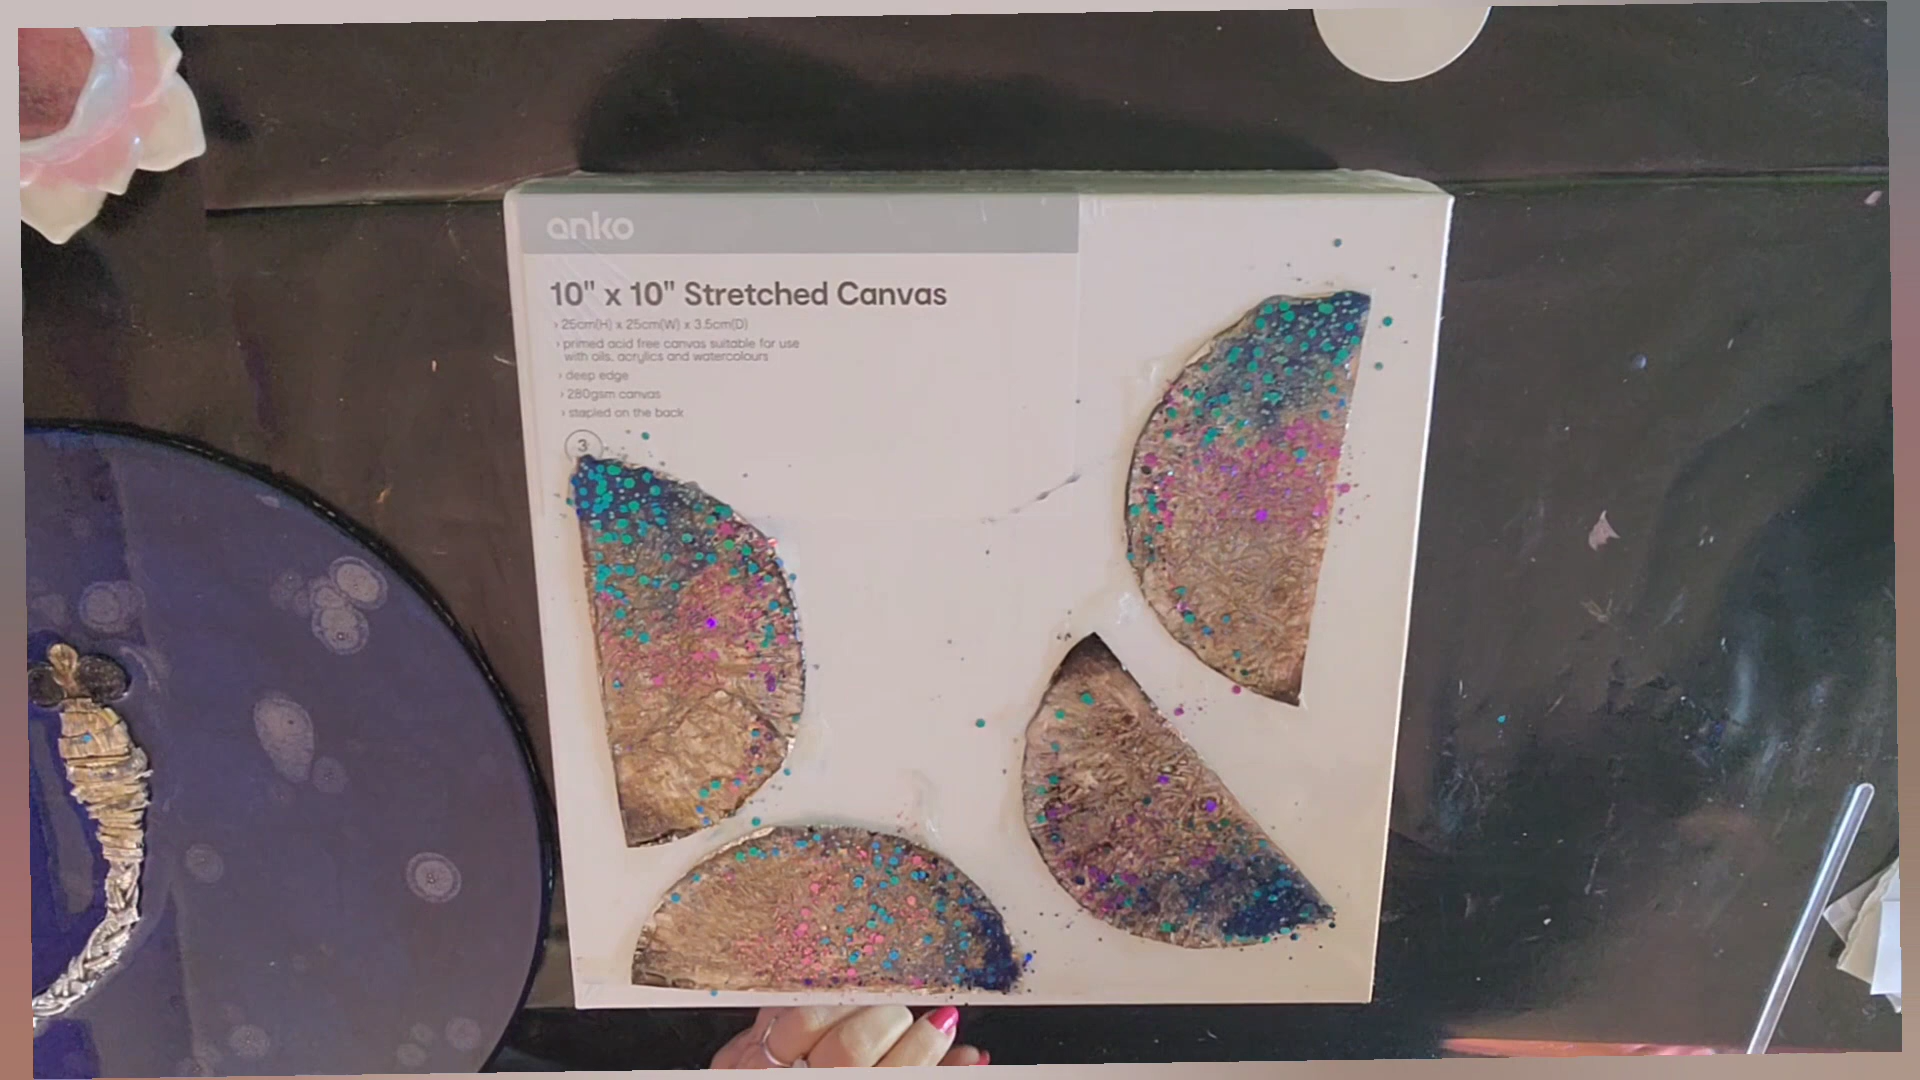 anko
10" x 10" Stretched Canvas
› 25cm(H) x 25cm(W) x 3.5cm(D)
› primed acid free canvas suitable for use
with oils, acrylics and watercolours
› deep edge
› 280gsm canvas
› stapled on the back
3